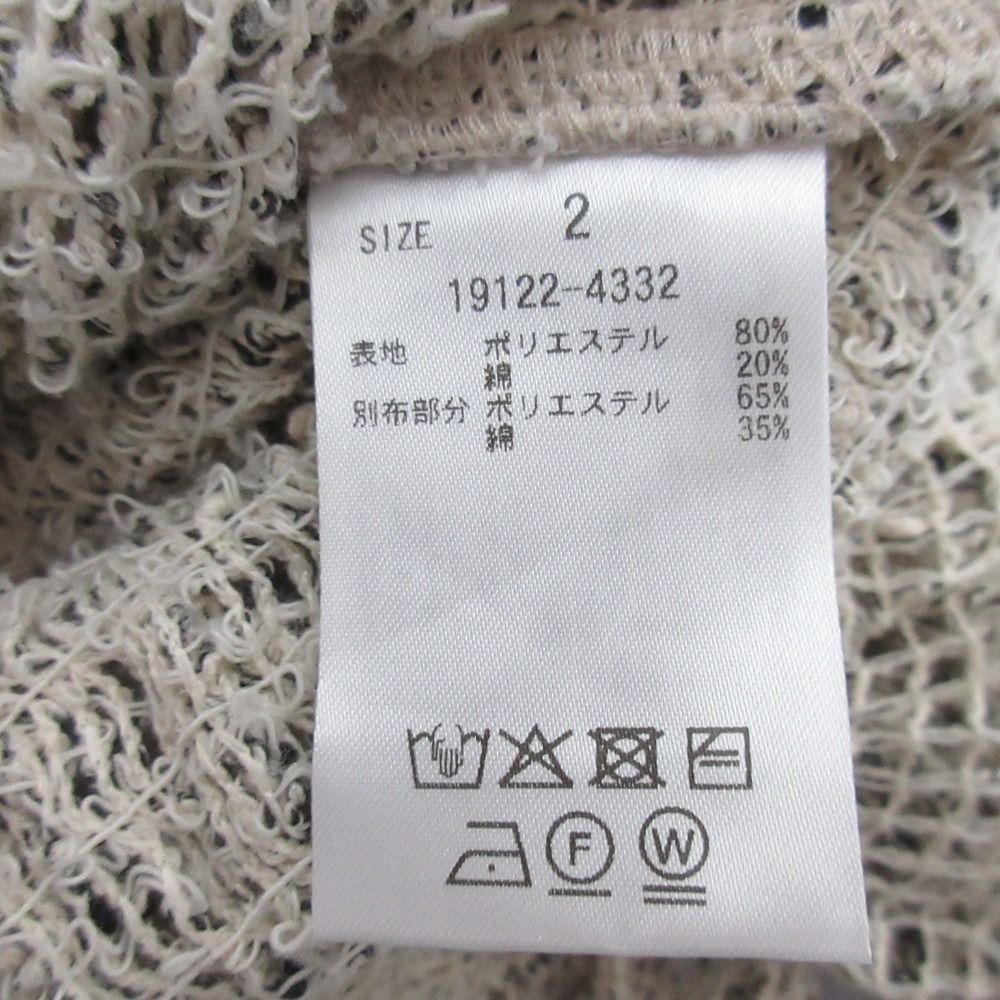 SIZE 2
19122-4332
表地 ポリエステル 80%
綿 20%
別布部分 ポリエステル 65%
綿 35%
F W